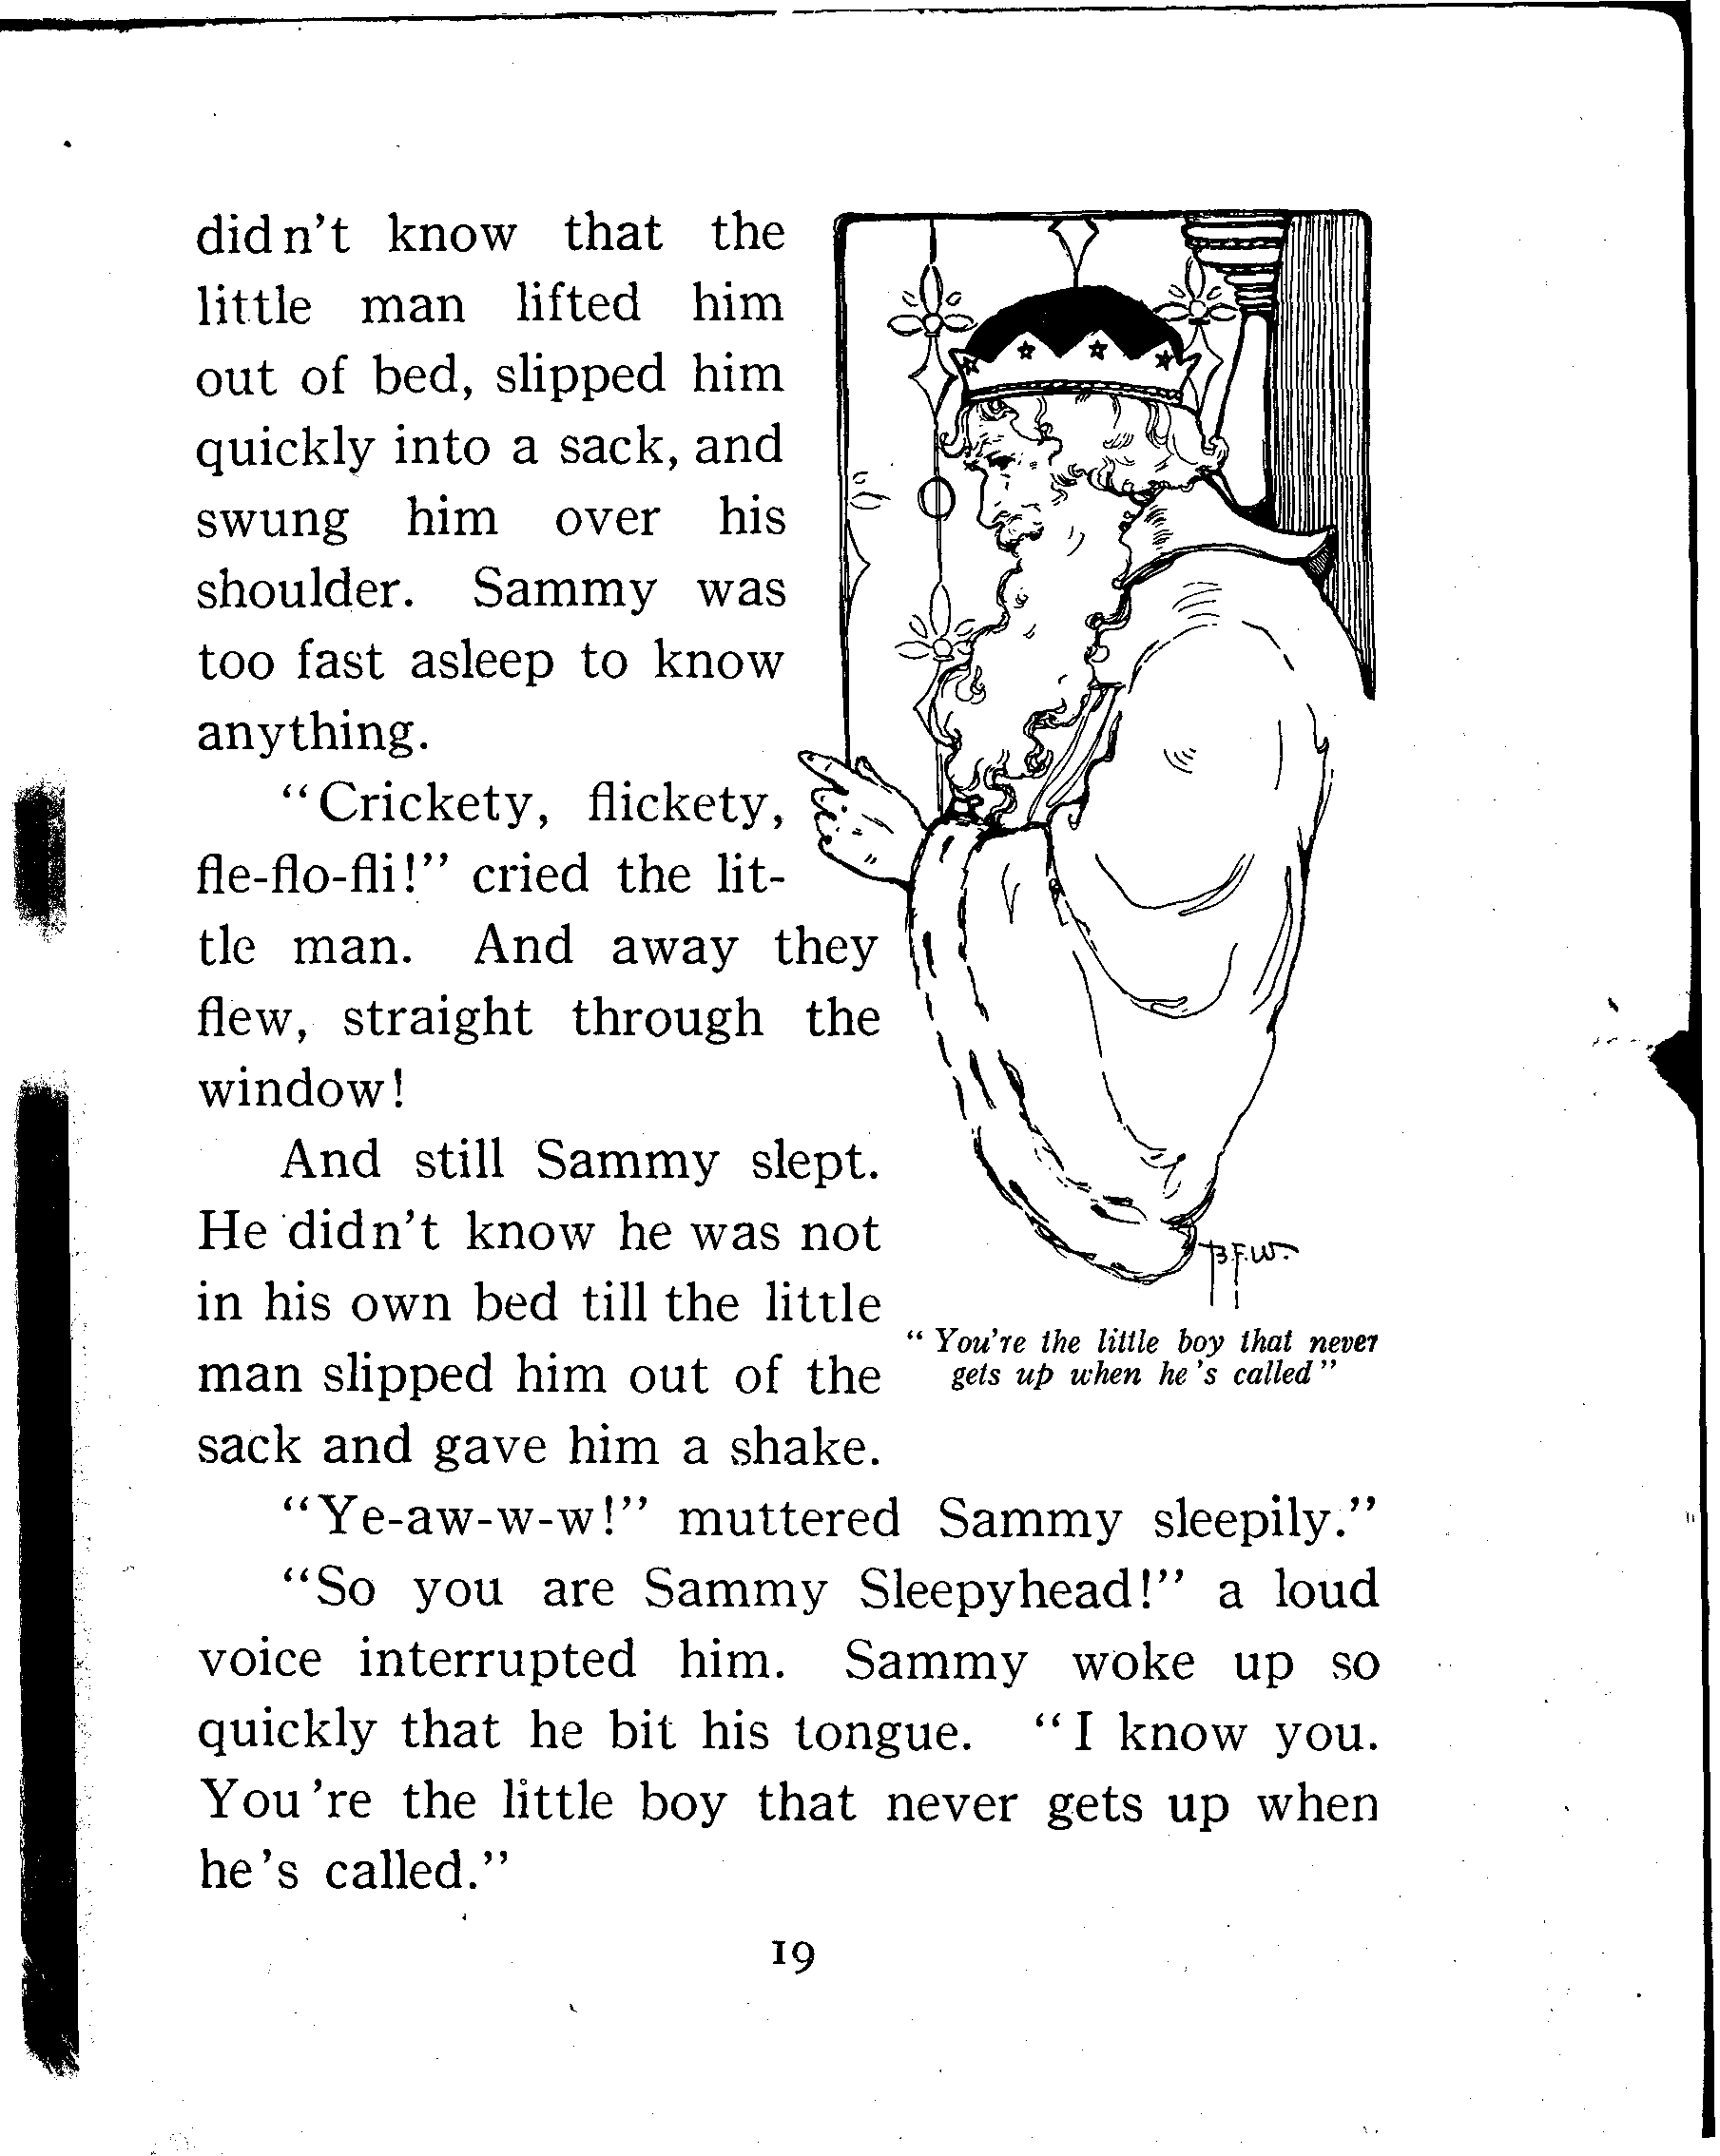 didn't know that the
little man lifted him
out of bed, slipped him
quickly into a sack, and
swung him over his
shoulder. Sammy was
too fast asleep to know
anything.
"Crickety, flickety,
fle-flo-fli!" cried the lit-
tle man. And away they
flew, straight through the
window!
And still Sammy slept.
He didn't know he was not
in his own bed till the little
man slipped him out of the
sack and gave him a shake.
B.F.W.
"You're the little boy that never
gets up when he's called"
"Ye-aw-w-w!" muttered Sammy sleepily."
"So you are Sammy Sleepyhead!" a loud
voice interrupted him. Sammy woke up so
quickly that he bit his tongue. "I know you.
You're the little boy that never gets up when
he's called."
19